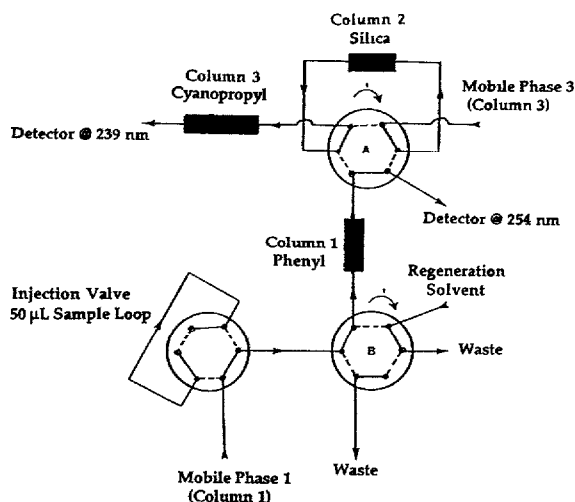 Column 2
Silica
Column 3
Cyanopropyl
Mobile Phase 3
(Column 3)
Detector @ 239 nm
A
Detector @ 254 nm
Column 1
Phenyl
Regeneration
Solvent
Injection Valve
50 μL Sample Loop
B
Waste
Waste
Mobile Phase 1
(Column 1)